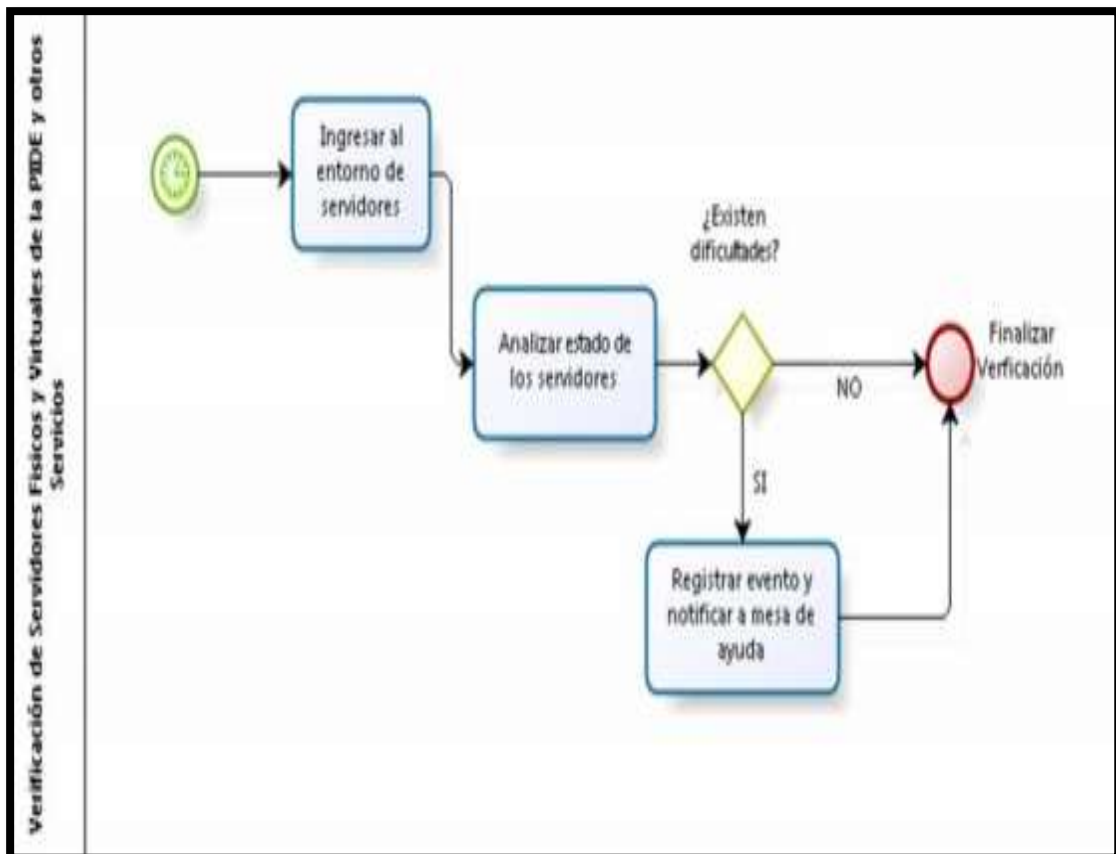 Verificación de Servidores Fisicos y Virtuales de la PIDE y otros
Servicios
Ingresar al
entorno de
servidores
Analizar estado de
los servidores
¿Existen
dificultades?
NO
SI
Finalizar
Verficación
Registrar evento y
notificar a mesa de
ayuda